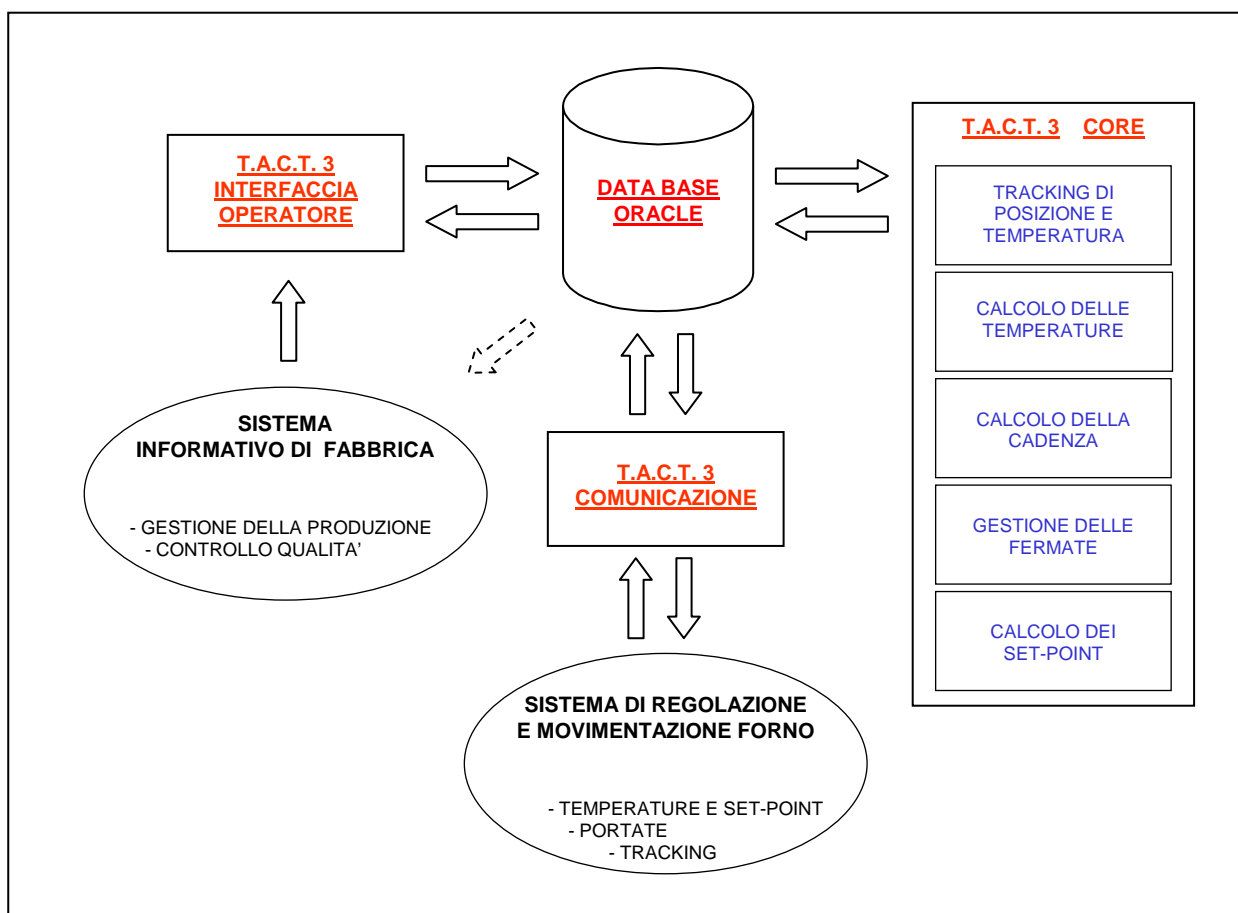 T.A.C.T. 3
INTERFACCIA
OPERATORE
DATA BASE
ORACLE
T.A.C.T. 3 CORE
TRACKING DI
POSIZIONE E
TEMPERATURA
CALCOLO DELLE
TEMPERATURE
CALCOLO DELLA
CADENZA
GESTIONE DELLE
FERMATE
CALCOLO DEI
SET-POINT
SISTEMA
INFORMATIVO DI FABBRICA
- GESTIONE DELLA PRODUZIONE
- CONTROLLO QUALITA’
T.A.C.T. 3
COMUNICAZIONE
SISTEMA DI REGOLAZIONE
E MOVIMENTAZIONE FORNO
- TEMPERATURE E SET-POINT
- PORTATE
- TRACKING